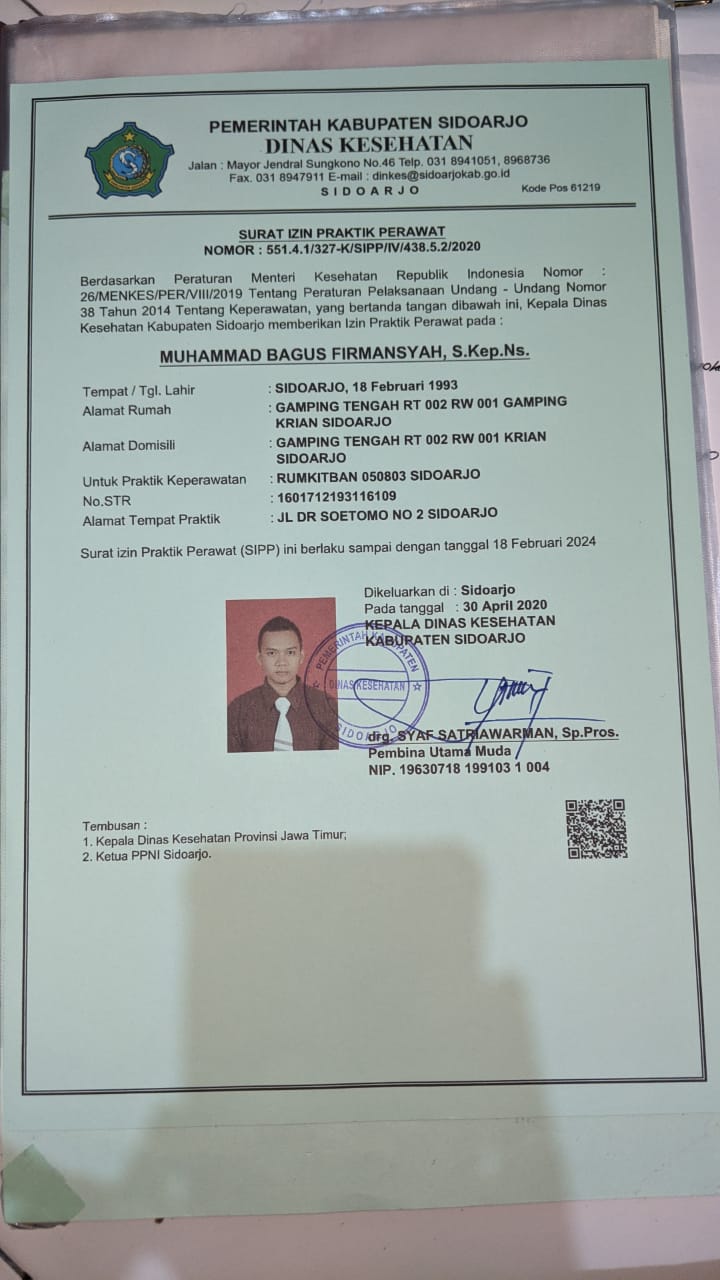 PEMERINTAH KABUPATEN SIDOARJO
DINAS KESEHATAN
Jalan : Mayor Jendral Sungkono No.46 Telp. 031 8941051, 8968736
Fax. 031 8947911 E-mail : dinkes@sidoarjokab.go.id
SIDOARJO Kode Pos 61219
SURAT IZIN PRAKTIK PERAWAT
NOMOR : 551.4.1/327-K/SIPP/IV/438.5.2/2020
Berdasarkan Peraturan Menteri Kesehatan Republik Indonesia Nomor :
26/MENKES/PER/VIII/2019 Tentang Peraturan Pelaksanaan Undang - Undang Nomor
38 Tahun 2014 Tentang Keperawatan, yang bertanda tangan dibawah ini, Kepala Dinas
Kesehatan Kabupaten Sidoarjo memberikan Izin Praktik Perawat pada :
MUHAMMAD BAGUS FIRMANSYAH, S.Kep.Ns.
Tempat / Tgl. Lahir : SIDOARJO, 18 Februari 1993
Alamat Rumah : GAMPING TENGAH RT 002 RW 001 GAMPING
KRIAN SIDOARJO
Alamat Domisili : GAMPING TENGAH RT 002 RW 001 KRIAN
SIDOARJO
Untuk Praktik Keperawatan : RUMKITBAN 050803 SIDOARJO
No.STR : 1601712193116109
Alamat Tempat Praktik : JL DR SOETOMO NO 2 SIDOARJO
Surat izin Praktik Perawat (SIPP) ini berlaku sampai dengan tanggal 18 Februari 2024
Dikeluarkan di : Sidoarjo
Pada tanggal : 30 April 2020
KEPALA DINAS KESEHATAN
KABUPATEN SIDOARJO
PEMERINTAH KABUPATEN
DINAS KESEHATAN
SIDOARJO
drg. SYAF SATRIAWARMAN, Sp.Pros.
Pembina Utama Muda
NIP. 19630718 199103 1 004
Tembusan :
1. Kepala Dinas Kesehatan Provinsi Jawa Timur;
2. Ketua PPNI Sidoarjo.